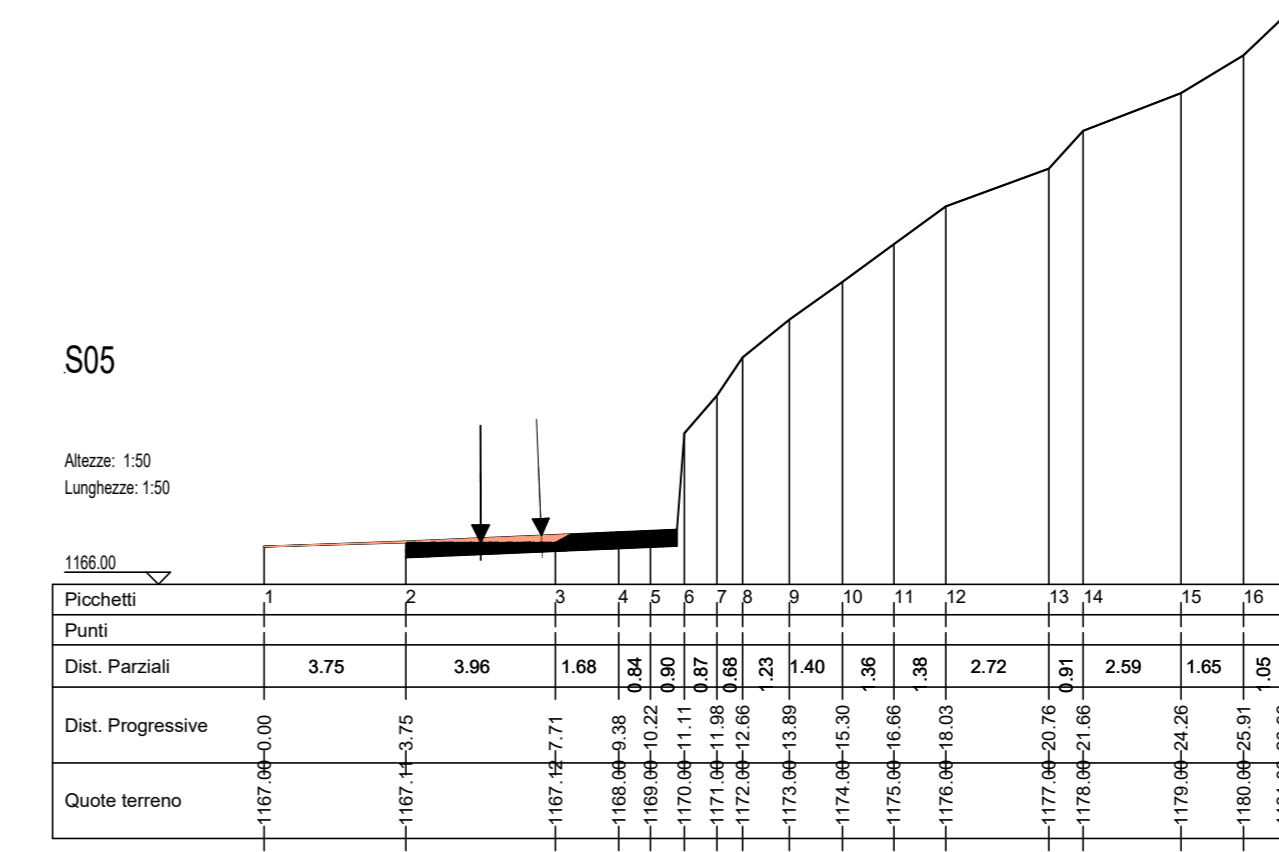 S05
Altezze: 1:50
Lunghezze: 1:50
1166.00
Picchetti 1 2 3 4 5 6 7 8 9 10 11 12 13 14 15 16
Punti
Dist. Parziali 3.75 3.96 1.68 0.84 0.90 0.87 0.68 1.23 1.40 1.36 1.38 2.72 0.91 2.59 1.65 1.05
Dist. Progressive 0.00 3.75 7.71 9.38 10.22 11.11 11.98 12.66 13.89 15.30 16.66 18.03 20.76 21.66 24.26 25.91
Quote terreno 1167.00 1167.11 1167.12 1168.00 1169.00 1170.00 1171.00 1172.00 1173.00 1174.00 1175.00 1176.00 1177.00 1178.00 1179.00 1180.00